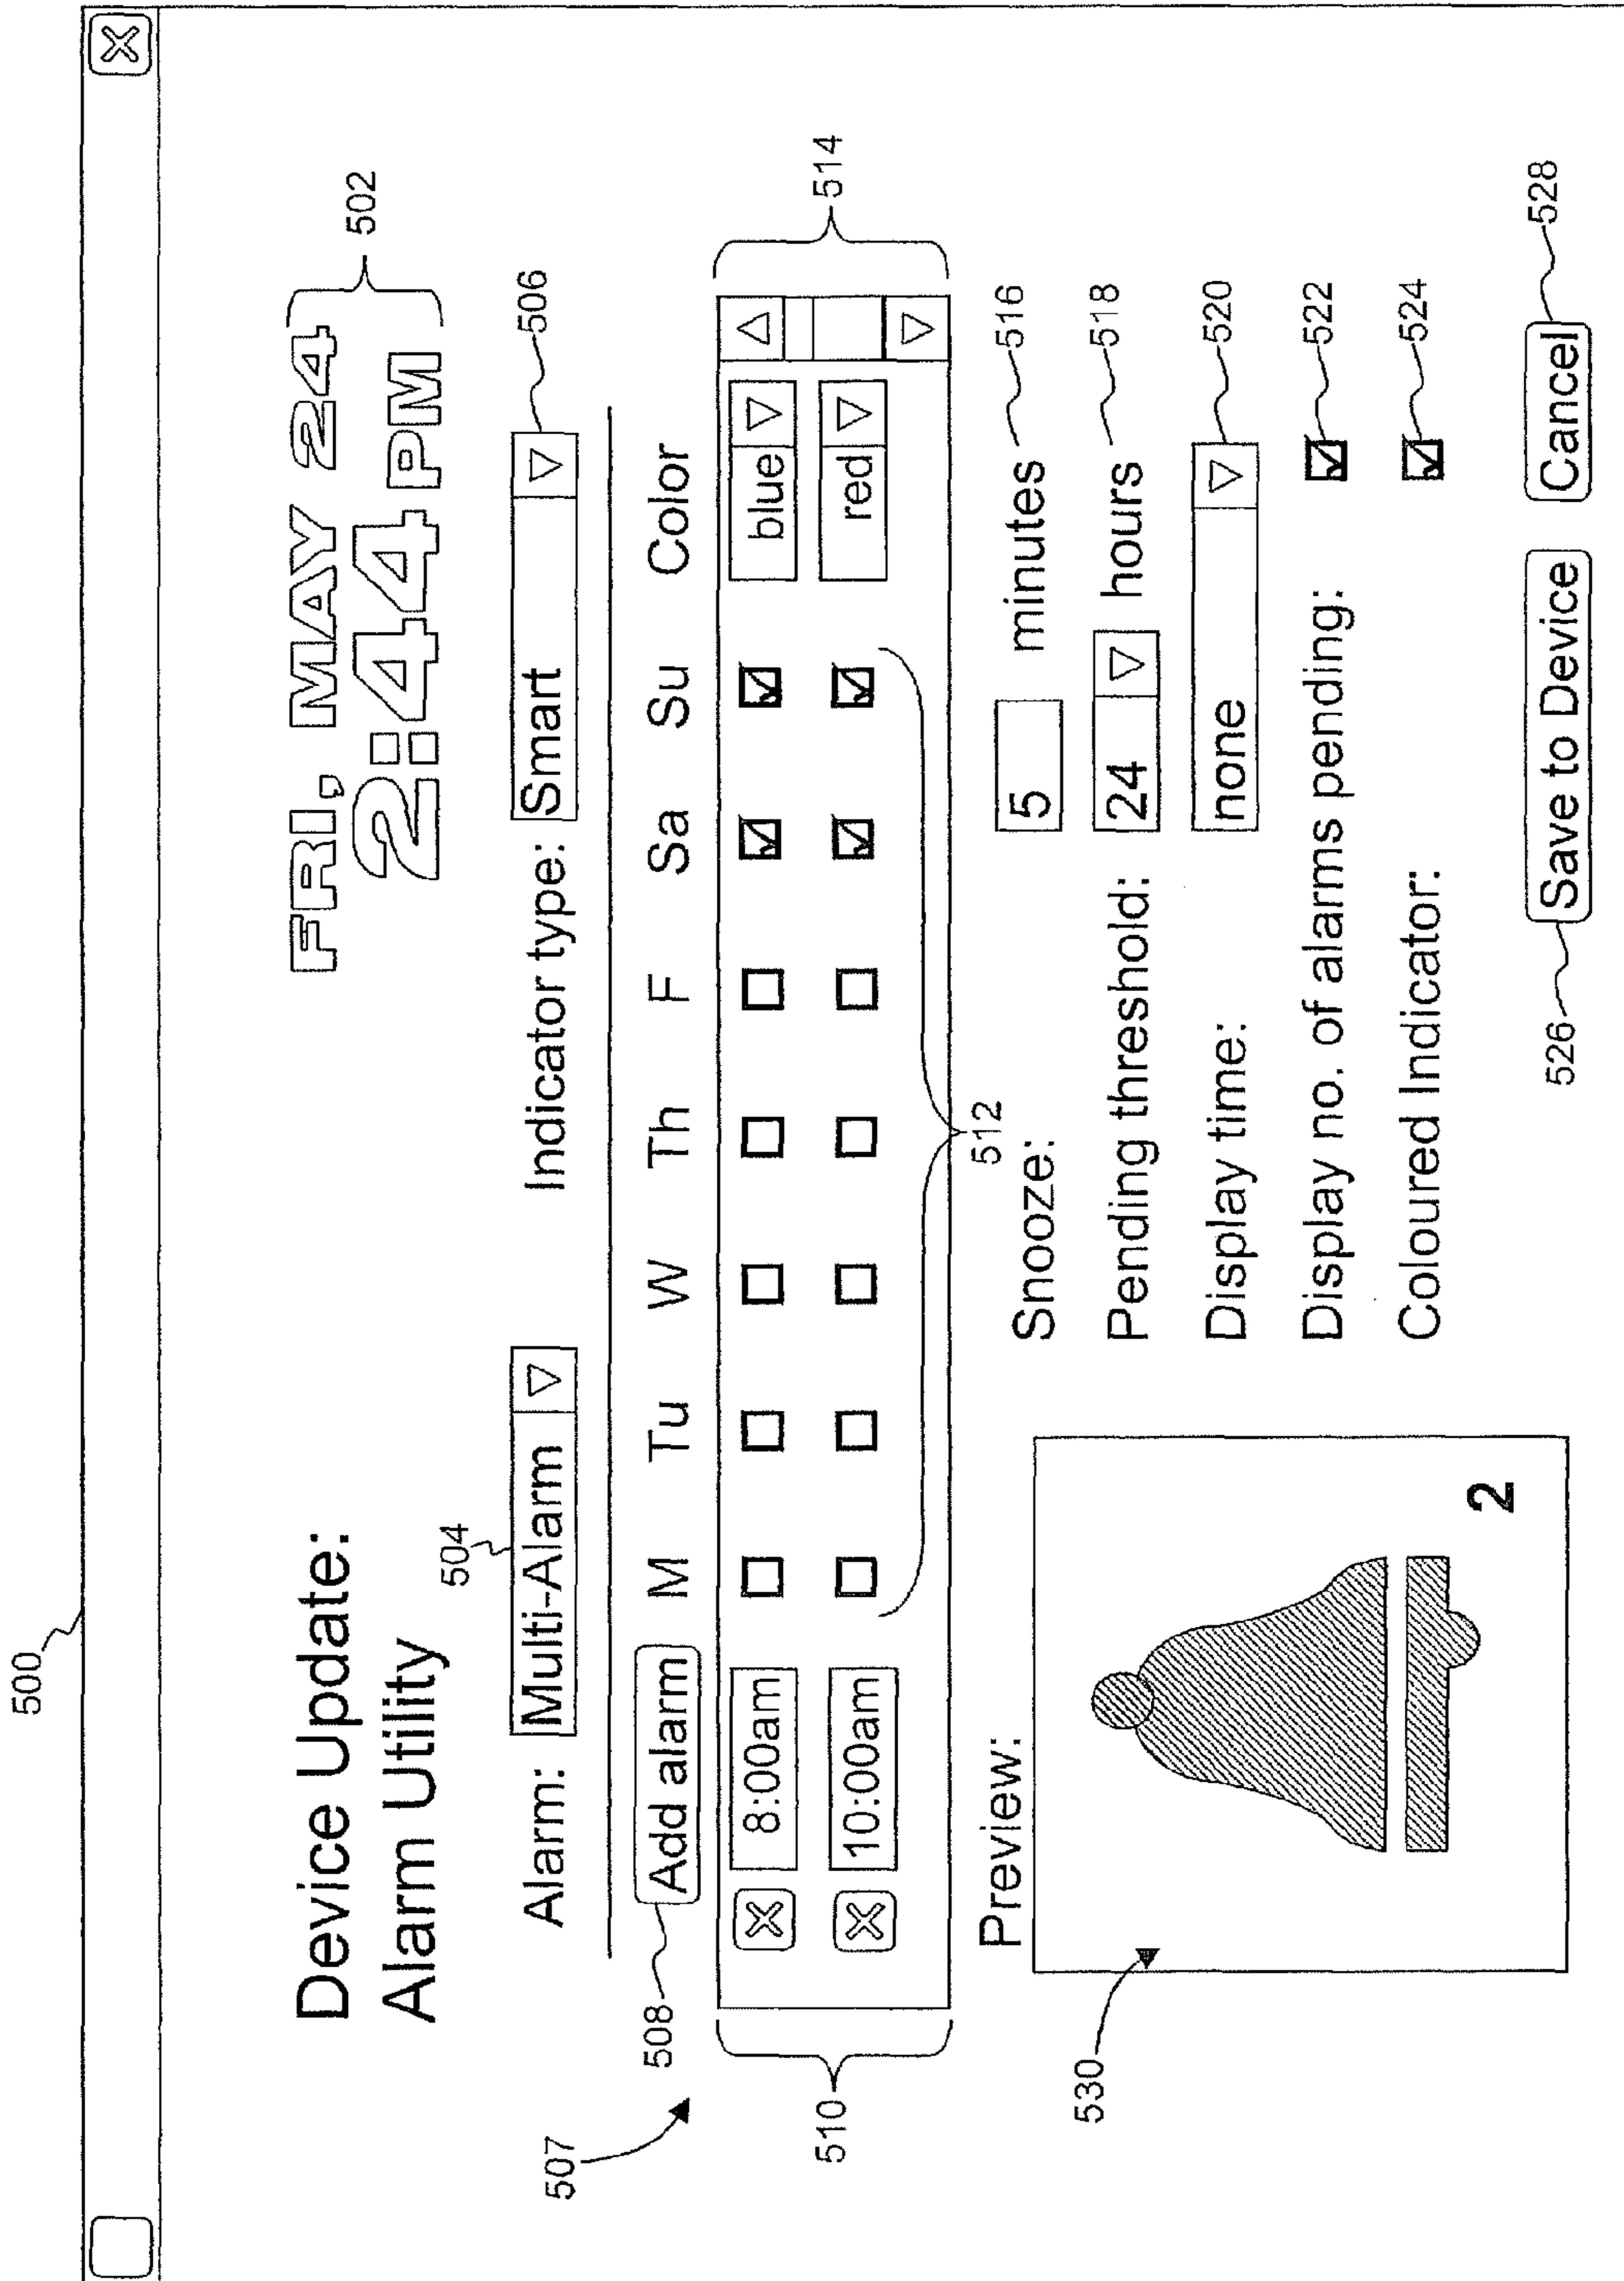 500
Device Update:
Alarm Utility
FRI, MAY 24
2:44 PM
502
504
Alarm: Multi-Alarm
Indicator type: Smart
506
507
508
Add alarm M Tu W Th F Sa Su Color
8:00am blue
10:00am red
510
512
514
Preview:
530
2
Snooze: 5 minutes 516
Pending threshold: 24 hours 518
Display time: none 520
Display no. of alarms pending: 522
Coloured Indicator: 524
526 Save to Device Cancel 528